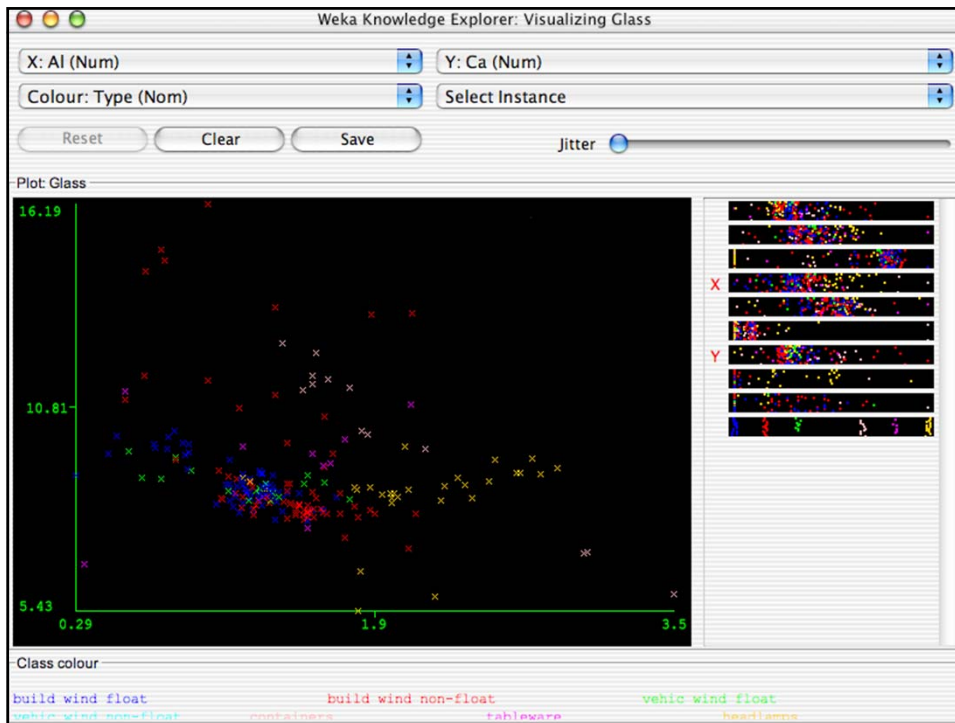 Weka Knowledge Explorer: Visualizing Glass
X: Al (Num) Y: Ca (Num)
Colour: Type (Nom) Select Instance
Reset Clear Save Jitter
Plot: Glass
16.19
X
Y
10.81
5.43
0.29 1.9 3.5
Class colour
build wind float build wind non-float vehic wind float
vehic wind non-float containers tableware headlamps